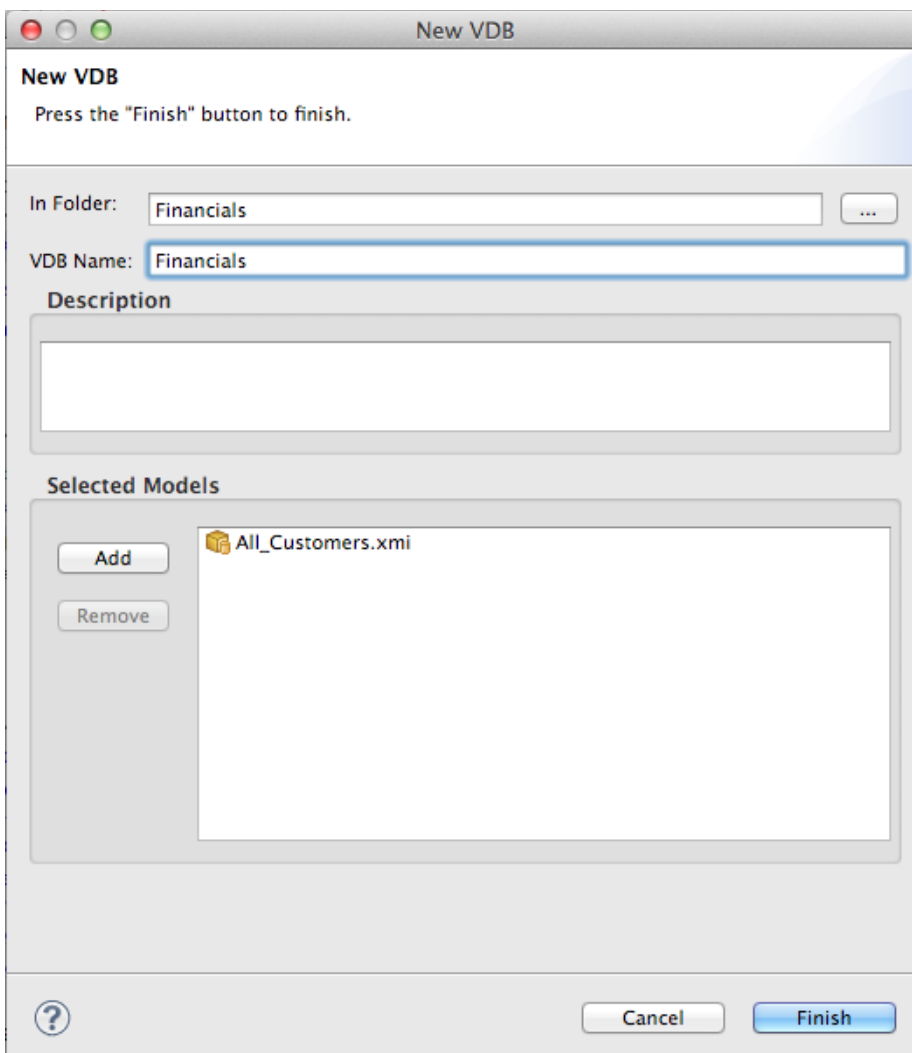 New VDB
New VDB
Press the "Finish" button to finish.
In Folder: Financials ...
VDB Name: Financials
Description
Selected Models
Add All_Customers.xmi
Remove
? Cancel Finish